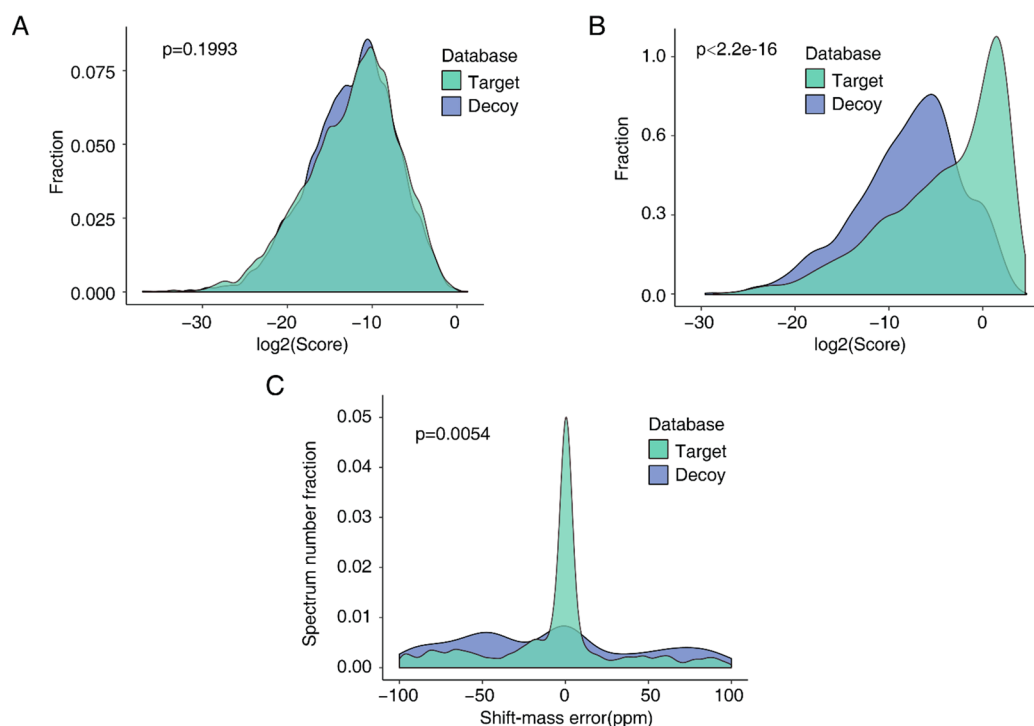 A
p=0.1993
Database
Target
Decoy
Fraction
0.075
0.050
0.025
0.000
−30 −20 −10 0
log2(Score)
B
p<2.2e-16
Database
Target
Decoy
Fraction
1.0
0.6
0.3
0.0
−30 −20 −10 0
log2(Score)
C
p=0.0054
Database
Target
Decoy
Spectrum number fraction
0.05
0.04
0.03
0.02
0.01
0.00
−100 −50 0 50 100
Shift-mass error(ppm)